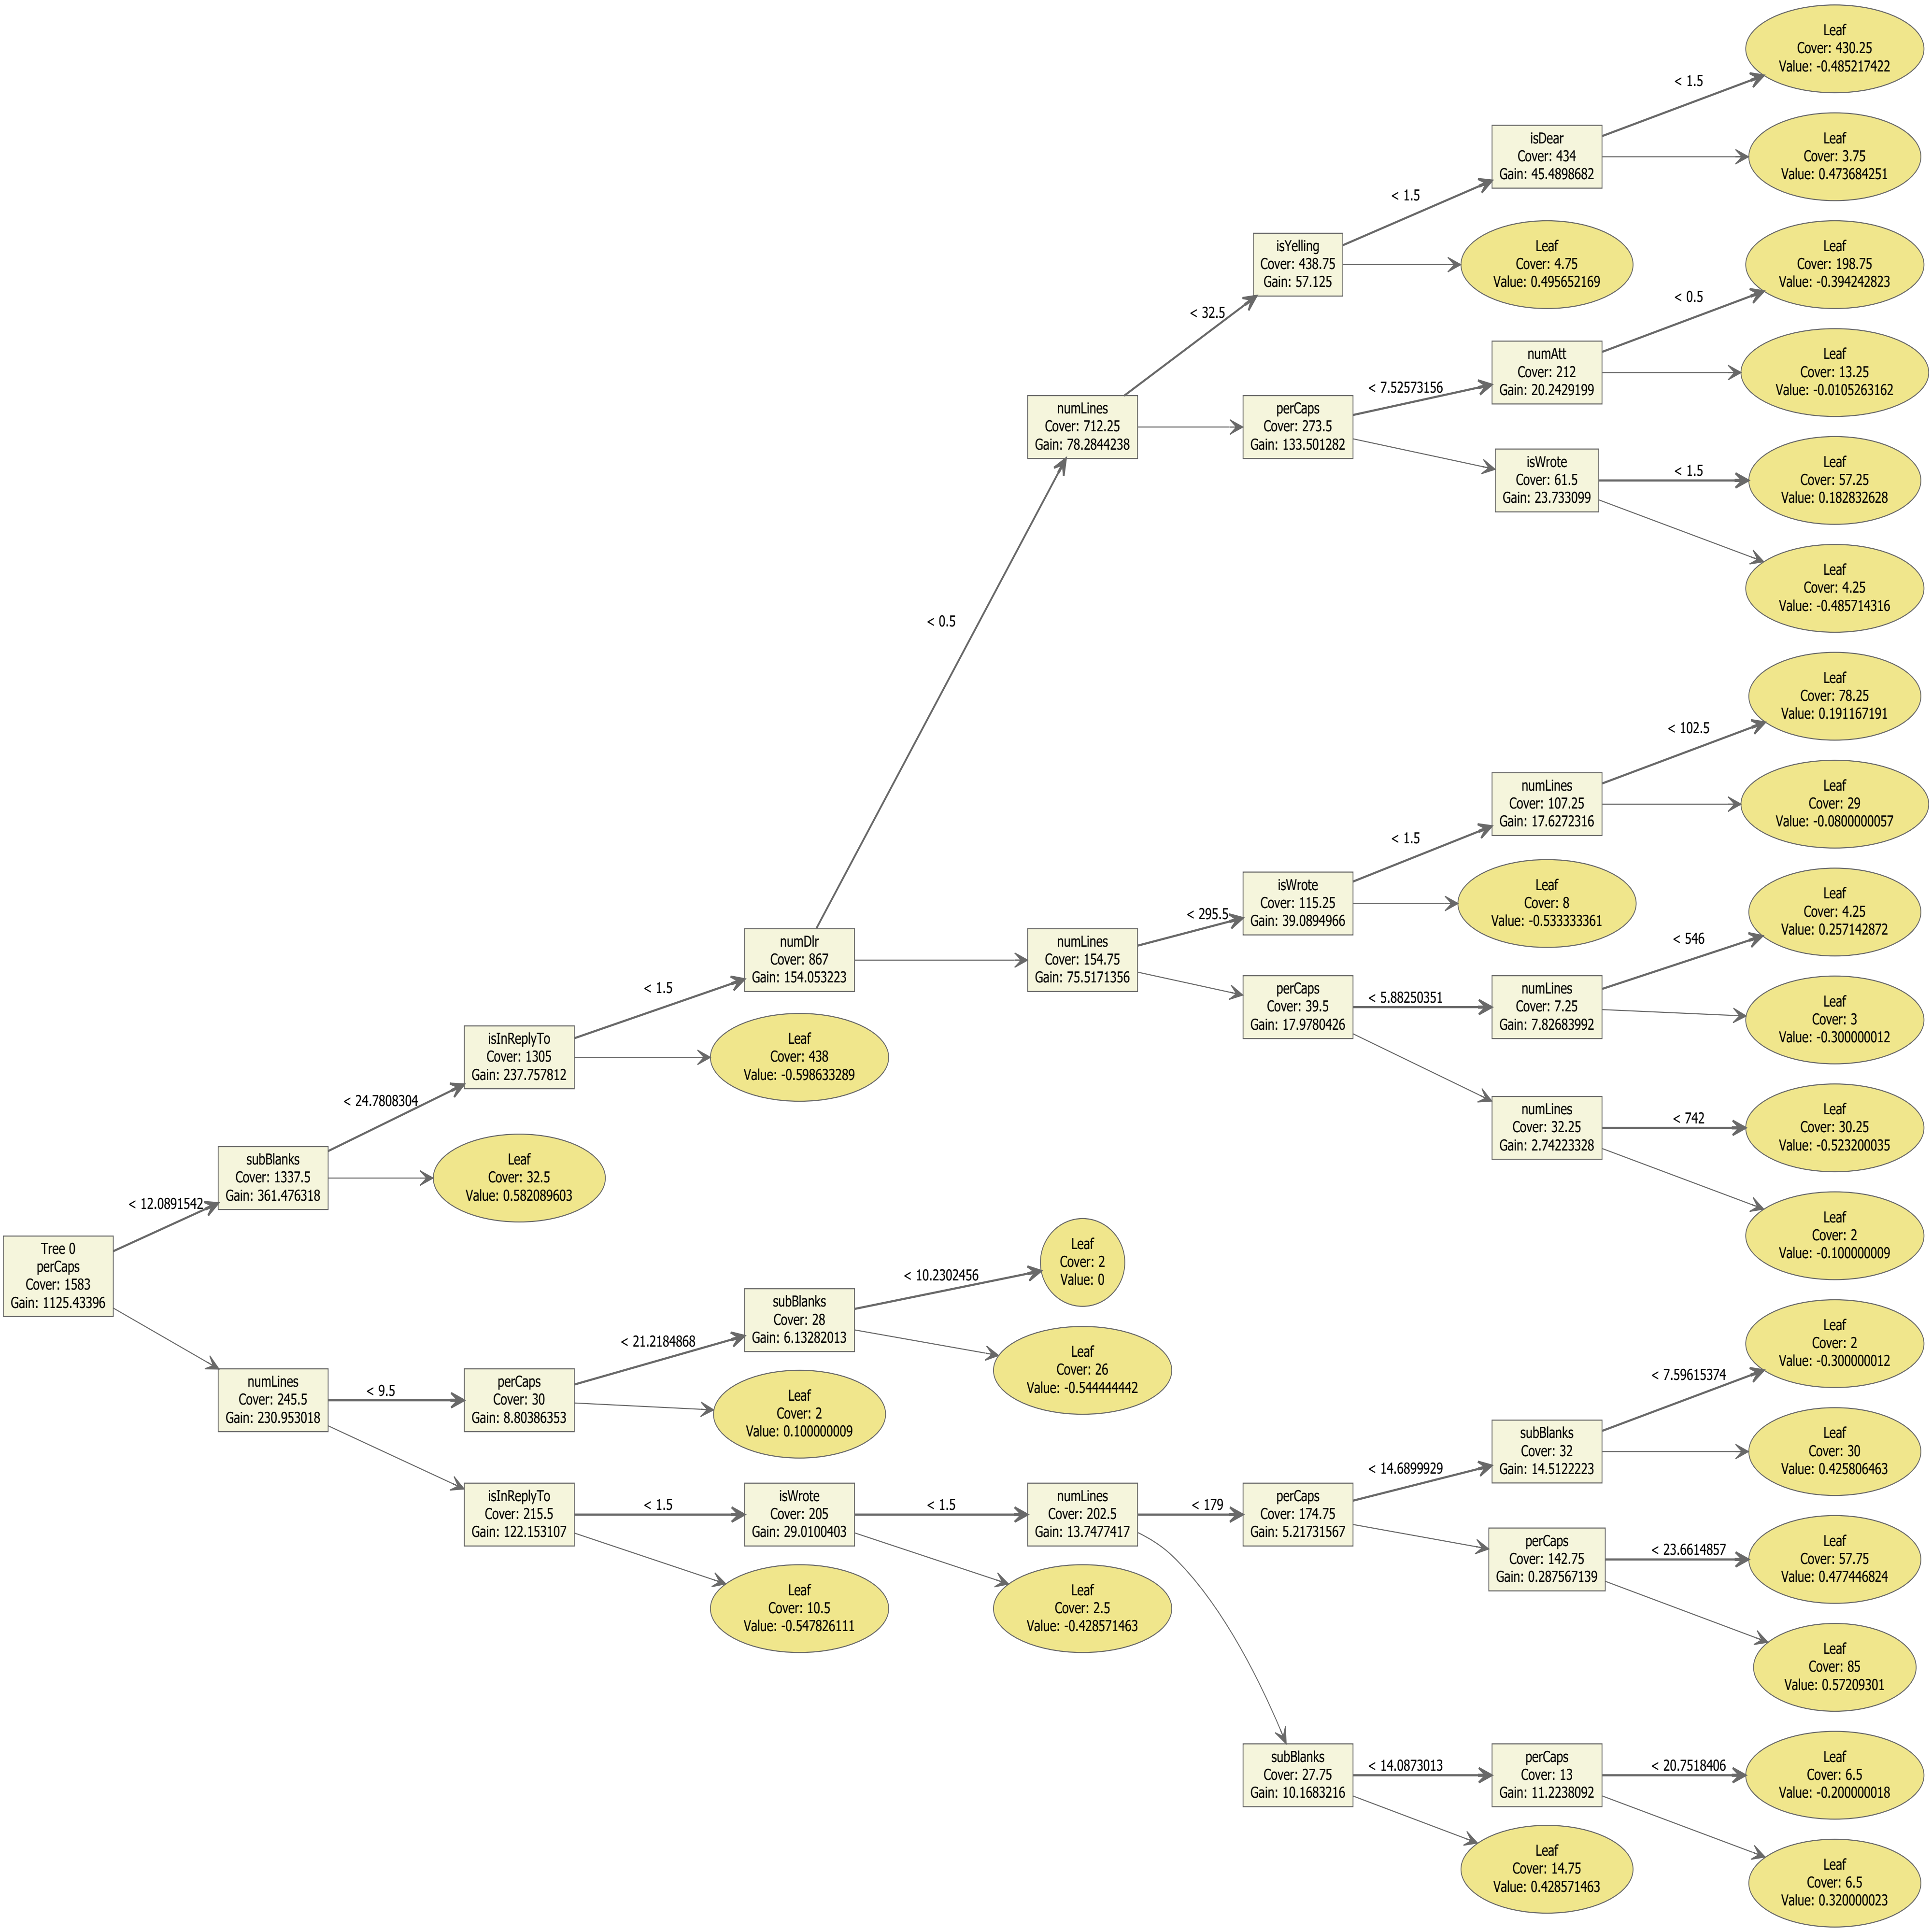 Leaf
Cover: 430.25
Value: -0.485217422
< 1.5
isDear
Cover: 434
Gain: 45.4898682
Leaf
Cover: 3.75
Value: 0.473684251
< 1.5
isYelling
Cover: 438.75
Gain: 57.125
Leaf
Cover: 4.75
Value: 0.495652169
Leaf
Cover: 198.75
Value: -0.394242823
< 0.5
< 32.5
numAtt
Cover: 212
Gain: 20.2429199
Leaf
Cover: 13.25
Value: -0.0105263162
< 7.52573156
numLines
Cover: 712.25
Gain: 78.2844238
perCaps
Cover: 273.5
Gain: 133.501282
isWrote
Cover: 61.5
Gain: 23.733099
< 1.5
Leaf
Cover: 57.25
Value: 0.182832628
Leaf
Cover: 4.25
Value: -0.485714316
< 0.5
Leaf
Cover: 78.25
Value: 0.191167191
< 102.5
numLines
Cover: 107.25
Gain: 17.6272316
Leaf
Cover: 29
Value: -0.0800000057
< 1.5
isWrote
Cover: 115.25
Gain: 39.0894966
Leaf
Cover: 8
Value: -0.533333361
Leaf
Cover: 4.25
Value: 0.257142872
< 295.5
< 546
numDlr
Cover: 867
Gain: 154.053223
numLines
Cover: 154.75
Gain: 75.5171356
perCaps
Cover: 39.5
Gain: 17.9780426
< 5.88250351
numLines
Cover: 7.25
Gain: 7.82683992
Leaf
Cover: 3
Value: -0.300000012
< 1.5
isInReplyTo
Cover: 1305
Gain: 237.757812
Leaf
Cover: 438
Value: -0.598633289
numLines
Cover: 32.25
Gain: 2.74223328
< 742
Leaf
Cover: 30.25
Value: -0.523200035
< 24.7808304
subBlanks
Cover: 1337.5
Gain: 361.476318
Leaf
Cover: 32.5
Value: 0.582089603
Leaf
Cover: 2
Value: -0.100000009
< 12.0891542
Tree 0
perCaps
Cover: 1583
Gain: 1125.43396
Leaf
Cover: 2
Value: 0
< 10.2302456
subBlanks
Cover: 28
Gain: 6.13282013
Leaf
Cover: 26
Value: -0.544444442
< 21.2184868
numLines
Cover: 245.5
Gain: 230.953018
< 9.5
perCaps
Cover: 30
Gain: 8.80386353
Leaf
Cover: 2
Value: 0.100000009
Leaf
Cover: 2
Value: -0.300000012
< 7.59615374
subBlanks
Cover: 32
Gain: 14.5122223
Leaf
Cover: 30
Value: 0.425806463
< 14.6899929
isInReplyTo
Cover: 215.5
Gain: 122.153107
< 1.5
isWrote
Cover: 205
Gain: 29.0100403
< 1.5
numLines
Cover: 202.5
Gain: 13.7477417
< 179
perCaps
Cover: 174.75
Gain: 5.21731567
perCaps
Cover: 142.75
Gain: 0.287567139
< 23.6614857
Leaf
Cover: 57.75
Value: 0.477446824
Leaf
Cover: 10.5
Value: -0.547826111
Leaf
Cover: 2.5
Value: -0.428571463
Leaf
Cover: 85
Value: 0.57209301
subBlanks
Cover: 27.75
Gain: 10.1683216
< 14.0873013
perCaps
Cover: 13
Gain: 11.2238092
< 20.7518406
Leaf
Cover: 6.5
Value: -0.200000018
Leaf
Cover: 14.75
Value: 0.428571463
Leaf
Cover: 6.5
Value: 0.320000023